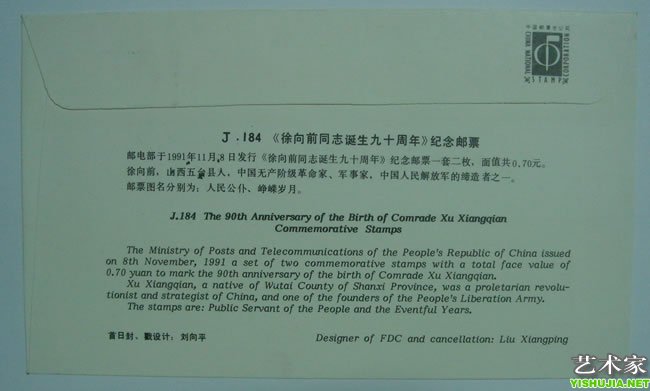 中国集邮总公司
CHINA NATIONAL
STAMP
CORPORATION
J.184 《徐向前同志诞生九十周年》纪念邮票
邮电部于1991年11月8日发行《徐向前同志诞生九十周年》纪念邮票一套二枚，面值共0.70元。
徐向前，山西五台县人，中国无产阶级革命家、军事家，中国人民解放军的缔造者之一。
邮票图名分别为：人民公仆、峥嵘岁月。
J.184 The 90th Anniversary of the Birth of Comrade Xu Xiangqian
Commemorative Stamps
The Ministry of Posts and Telecommunications of the People's Republic of China issued
on 8th November, 1991 a set of two commemorative stamps with a total face value of
0.70 yuan to mark the 90th anniversary of the birth of Comrade Xu Xiangqian.
Xu Xiangqian, a native of Wutai County of Shanxi Province, was a proletarian revolu-
tionist and strategist of China, and one of the founders of the People's Liberation Army.
The stamps are: Public Servant of the People and the Eventful Years.
首日封、戳设计：刘向平
Designer of FDC and cancellation: Liu Xiangping
艺术家
YISHUJIA.NET